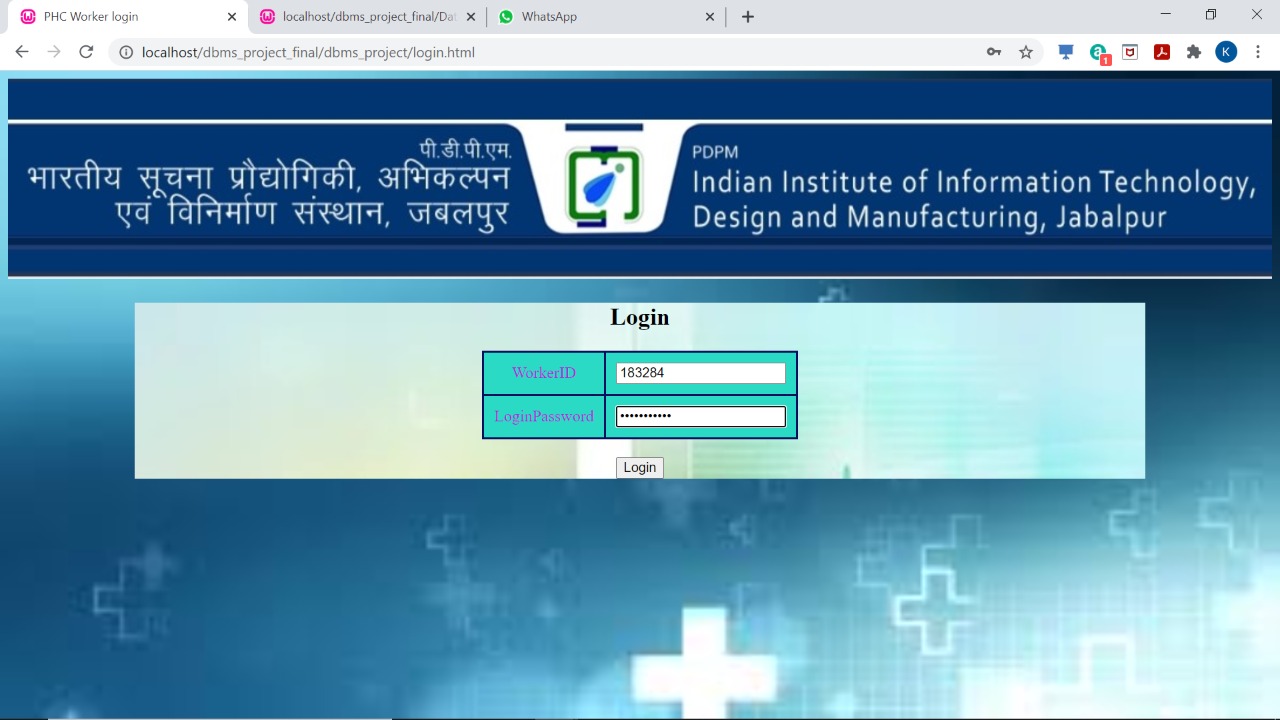 PHC Worker login
localhost/dbms_project_final/Dat
WhatsApp
localhost/dbms_project_final/dbms_project/login.html
1
K
पी.डी.पी.एम.
भारतीय सूचना प्रौद्योगिकी, अभिकल्पन
एवं विनिर्माण संस्थान, जबलपुर
PDPM
Indian Institute of Information Technology,
Design and Manufacturing, Jabalpur
Login
WorkerID
183284
LoginPassword
•••••••••••
Login